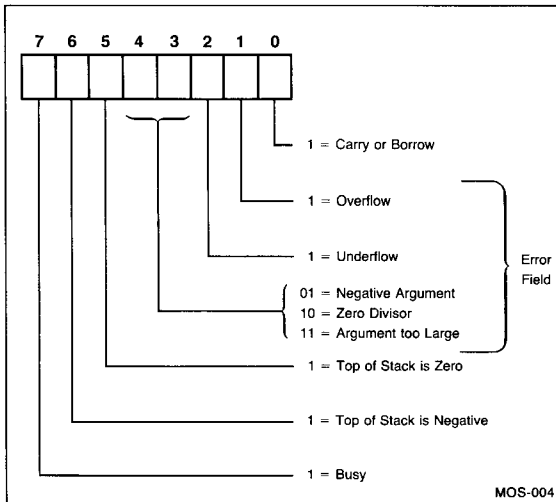 7 6 5 4 3 2 1 0
1 = Carry or Borrow
1 = Overflow
1 = Underflow
Error
Field
01 = Negative Argument
10 = Zero Divisor
11 = Argument too Large
1 = Top of Stack is Zero
1 = Top of Stack is Negative
1 = Busy
MOS-004